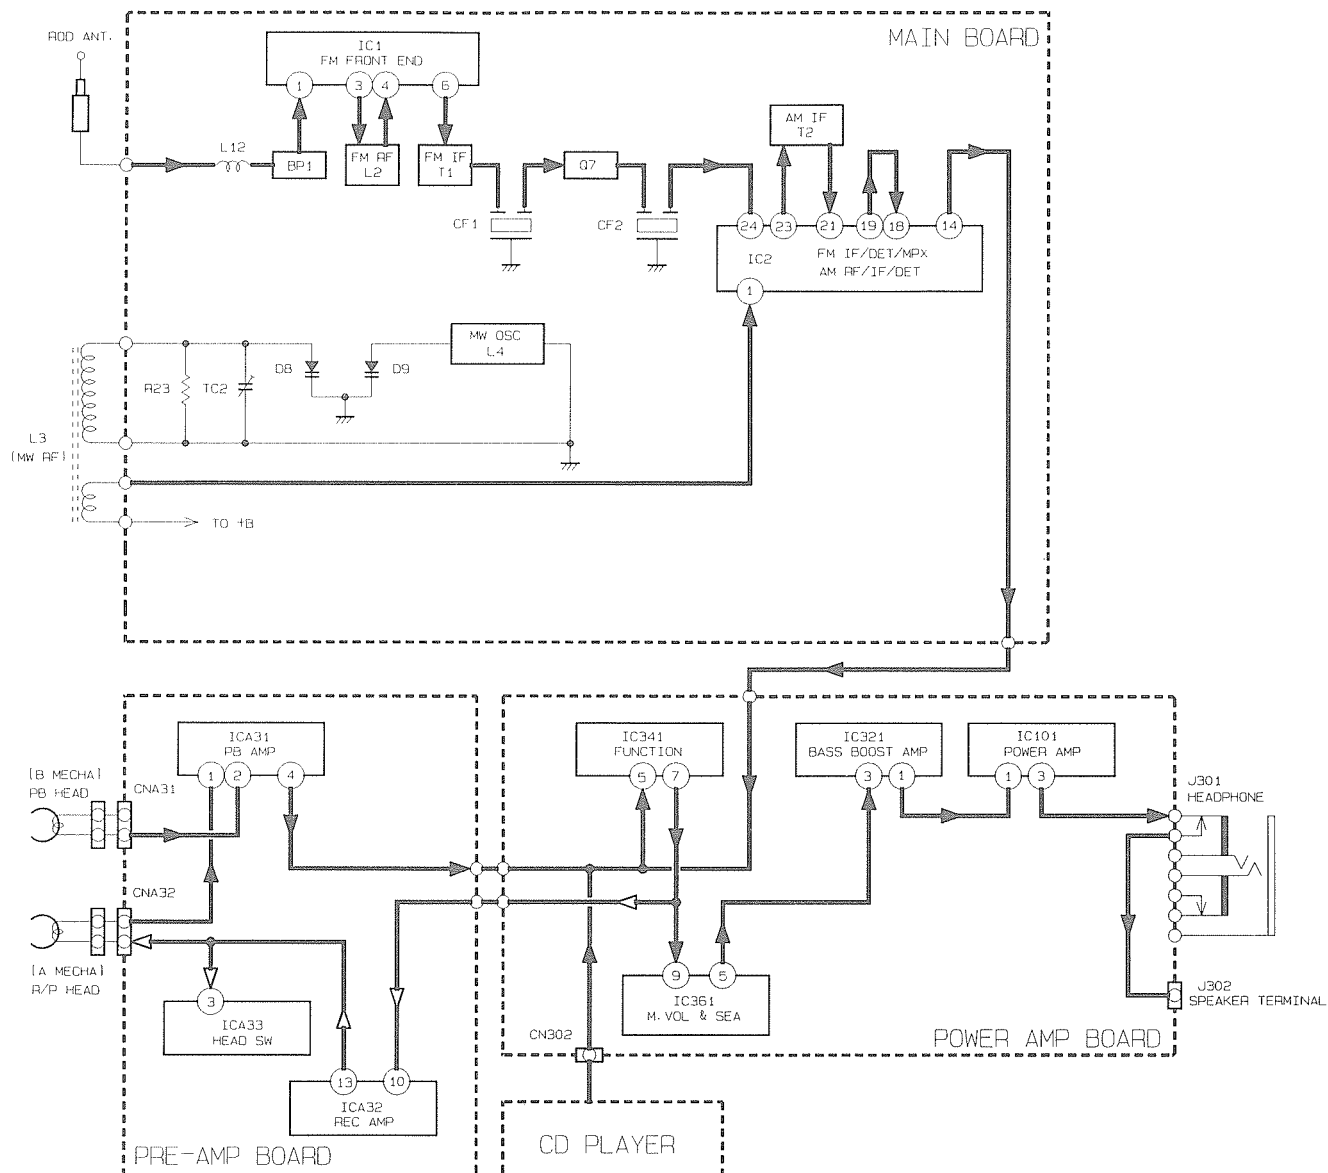 ROD ANT.
MAIN BOARD
IC1
FM FRONT END
1
3
4
6
L12
BP1
FM RF
L2
FM IF
T1
Q7
AM IF
T2
CF1
CF2
24
23
21
19
18
14
IC2
FM IF/DET/MPX
AM RF/IF/DET
1
MW OSC
L4
R23
TC2
D8
D9
L3
(MW RF)
TO +B
ICA31
PB AMP
1
2
4
(B MECHA)
PB HEAD
CNA31
CNA32
(A MECHA)
R/P HEAD
3
ICA33
HEAD SW
13
10
ICA32
REC AMP
PRE-AMP BOARD
IC341
FUNCTION
5
7
IC321
BASS BOOST AMP
3
1
IC101
POWER AMP
1
3
J301
HEADPHONE
9
5
IC361
M.VOL & SEA
CN302
POWER AMP BOARD
J302
SPEAKER TERMINAL
CD PLAYER